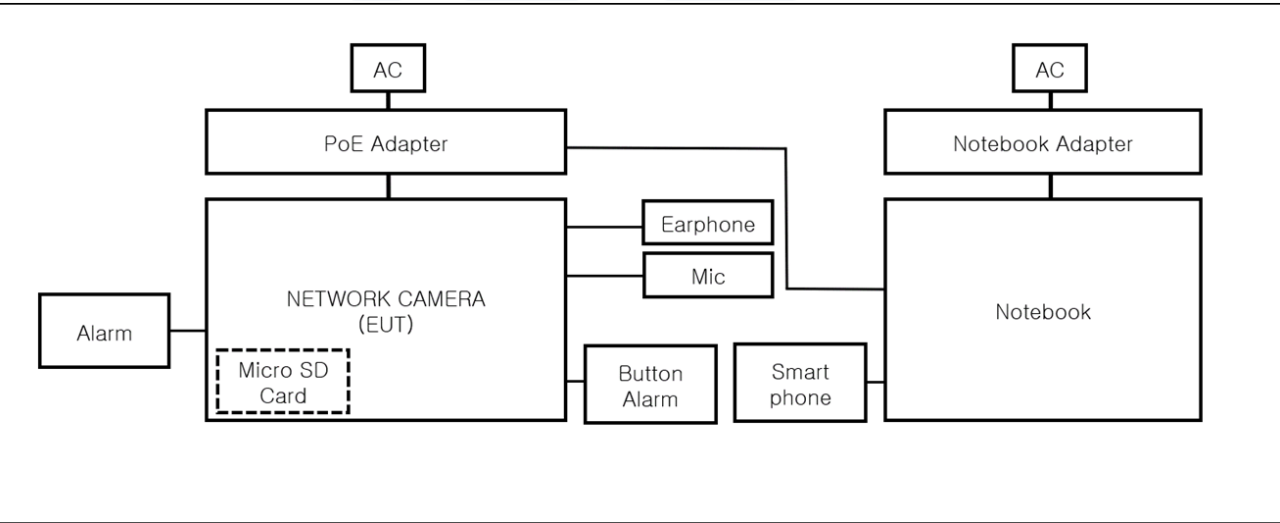 AC
AC
PoE Adapter
Notebook Adapter
Earphone
Mic
NETWORK CAMERA
(EUT)
Notebook
Alarm
Micro SD
Card
Button
Alarm
Smart
phone